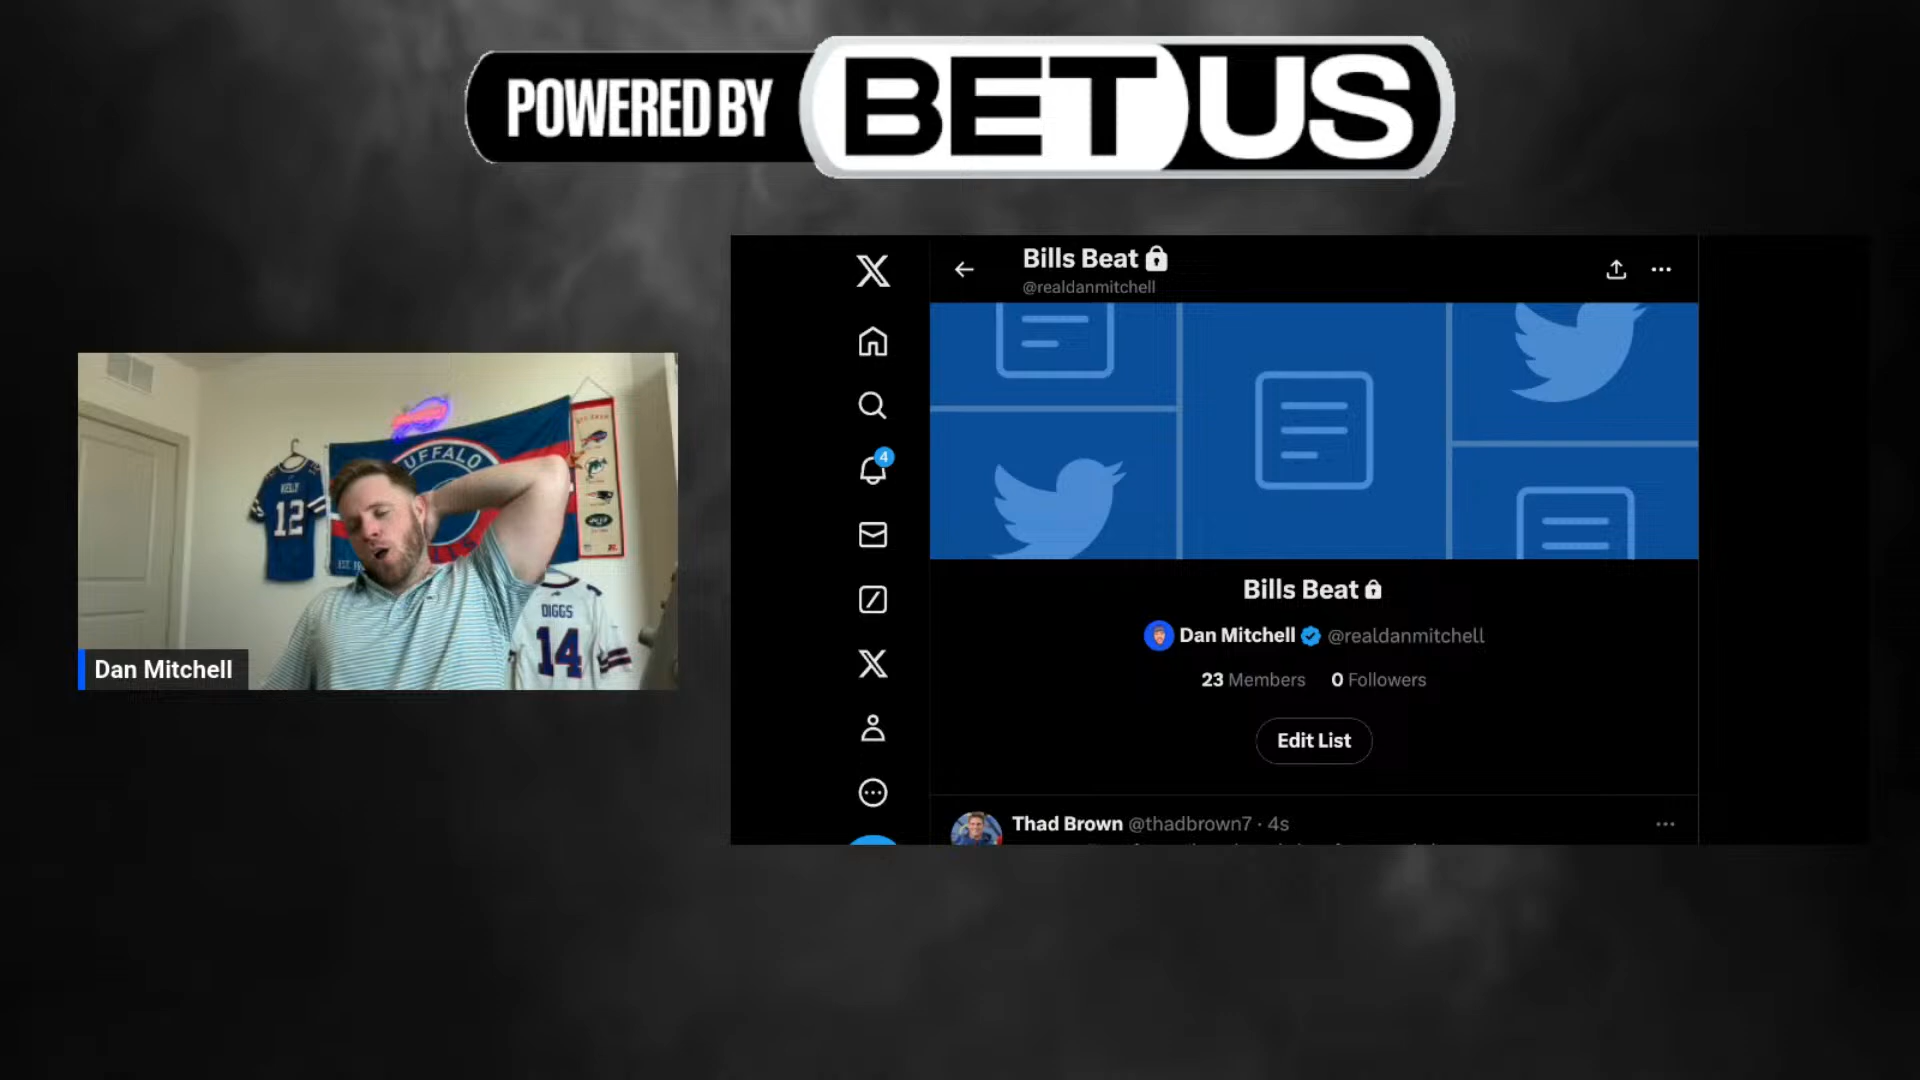 POWERED BY BETUS
Bills Beat
@realdanmitchell
4
Bills Beat
Dan Mitchell @realdanmitchell
23 Members 0 Followers
Edit List
Thad Brown @thadbrown7 · 4s
BUFFALO
KELLY
12
DIGGS
14
Dan Mitchell